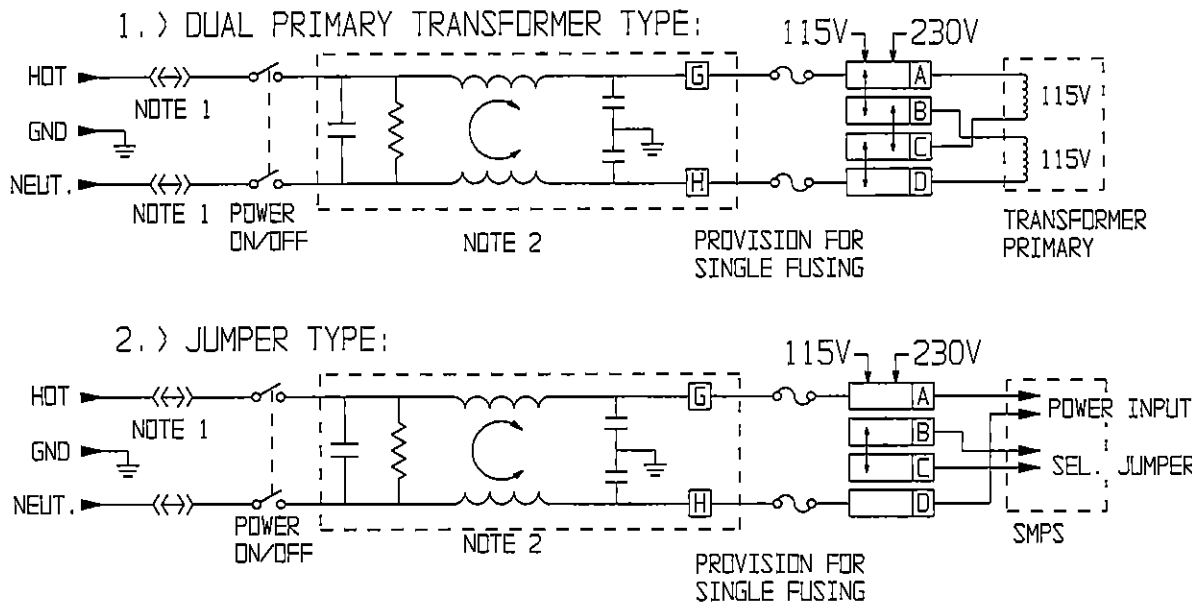 1.) DUAL PRIMARY TRANSFORMER TYPE:
115V
230V
HOT
NOTE 1
G
A
115V
B
GND
C
115V
NEUT.
NOTE 1
H
D
POWER
ON/OFF
NOTE 2
PROVISION FOR
SINGLE FUSING
TRANSFORMER
PRIMARY
2.) JUMPER TYPE:
115V
230V
HOT
NOTE 1
G
A
POWER INPUT
B
GND
C
SEL. JUMPER
NEUT.
H
D
POWER
ON/OFF
NOTE 2
SMPS
PROVISION FOR
SINGLE FUSING